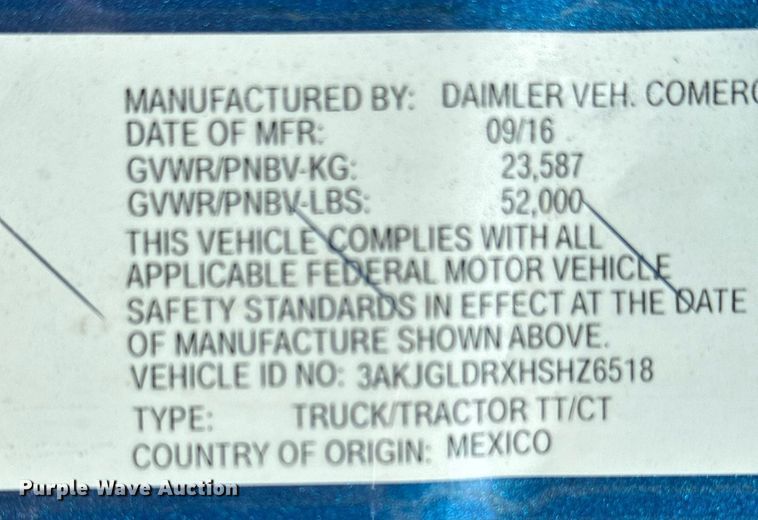 MANUFACTURED BY: DAIMLER VEH.
DATE OF MFR: 09/16
GVWR/PNBV-KG: 23,587
GVWR/PNBV-LBS: 52,000
THIS VEHICLE COMPLIES WITH ALL
APPLICABLE FEDERAL MOTOR VEHICLE
SAFETY STANDARDS IN EFFECT AT THE DATE
OF MANUFACTURE SHOWN ABOVE.
VEHICLE ID NO: 3AKJGLDRXHSHZ6518
TYPE: TRUCK/TRACTOR TT/CT
COUNTRY OF ORIGIN: MEXICO
Purple Wave Auction